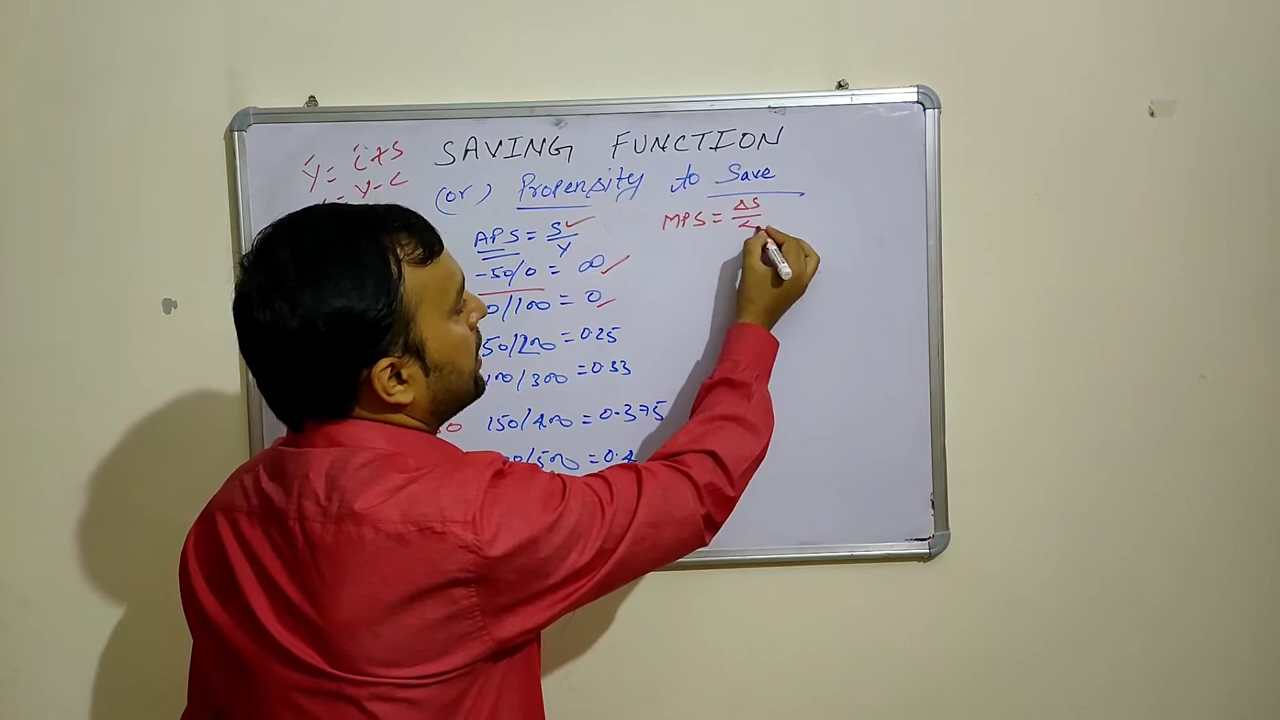 SAVING FUNCTION
(or) Propensity to Save
Y = C+S
= Y-C
APS = S/Y
-50/0 = ∞
0/100 = 0
50/200 = 0.25
100/300 = 0.33
150/400 = 0.375
/500 = 0.4
MPS = ΔS/